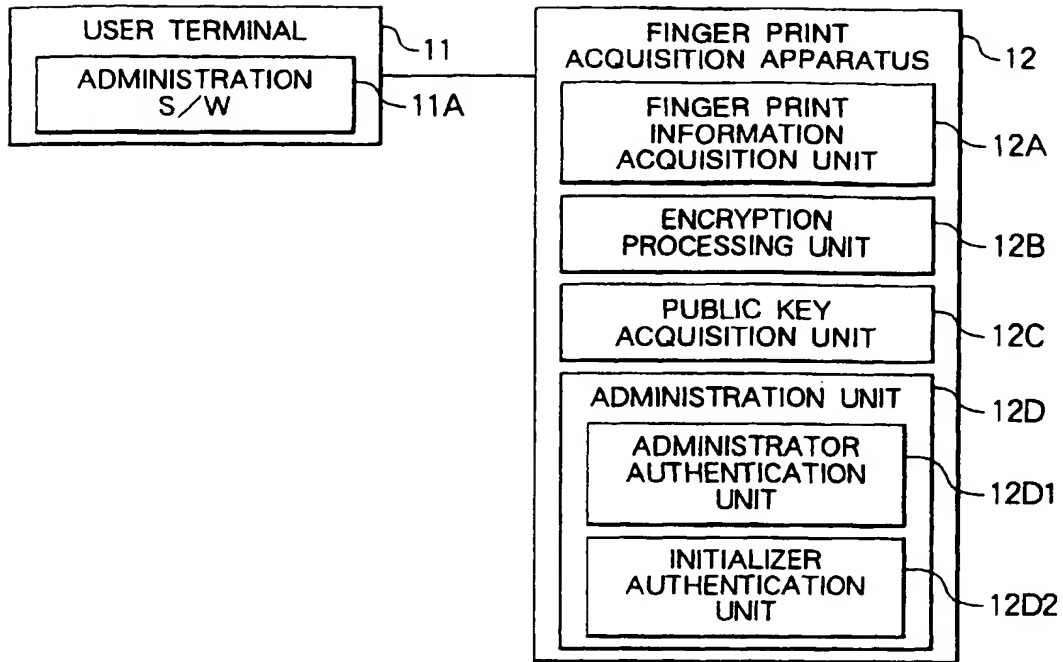 USER TERMINAL
11
ADMINISTRATION
S/W
11A
FINGER PRINT
ACQUISITION APPARATUS
12
FINGER PRINT
INFORMATION
ACQUISITION UNIT
12A
ENCRYPTION
PROCESSING UNIT
12B
PUBLIC KEY
ACQUISITION UNIT
12C
ADMINISTRATION UNIT
12D
ADMINISTRATOR
AUTHENTICATION
UNIT
12D1
INITIALIZER
AUTHENTICATION
UNIT
12D2